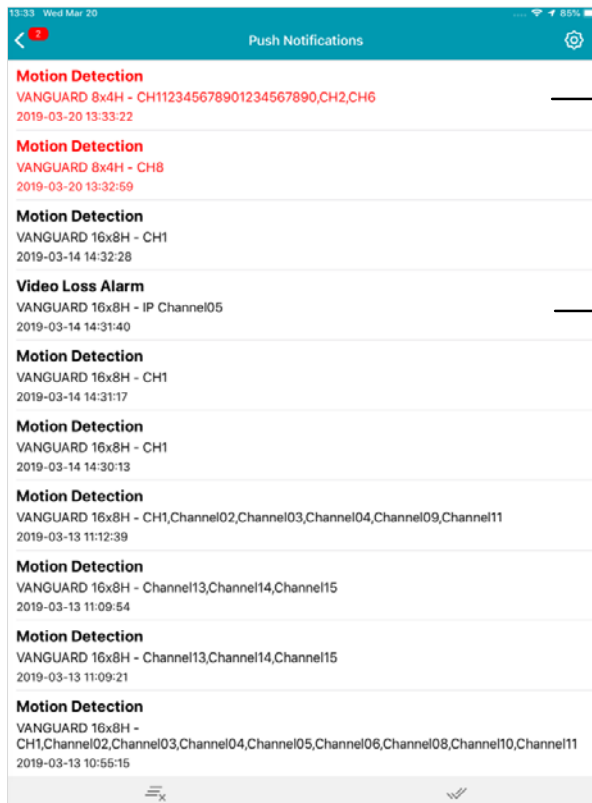 13:33 Wed Mar 20 85%
2
Push Notifications
Motion Detection
VANGUARD 8x4H - CH112345678901234567890,CH2,CH6
2019-03-20 13:33:22
Motion Detection
VANGUARD 8x4H - CH8
2019-03-20 13:32:59
Motion Detection
VANGUARD 16x8H - CH1
2019-03-14 14:32:28
Video Loss Alarm
VANGUARD 16x8H - IP Channel05
2019-03-14 14:31:40
Motion Detection
VANGUARD 16x8H - CH1
2019-03-14 14:31:17
Motion Detection
VANGUARD 16x8H - CH1
2019-03-14 14:30:13
Motion Detection
VANGUARD 16x8H - CH1,Channel02,Channel03,Channel04,Channel09,Channel11
2019-03-13 11:12:39
Motion Detection
VANGUARD 16x8H - Channel13,Channel14,Channel15
2019-03-13 11:09:54
Motion Detection
VANGUARD 16x8H - Channel13,Channel14,Channel15
2019-03-13 11:09:21
Motion Detection
VANGUARD 16x8H -
CH1,Channel02,Channel03,Channel04,Channel05,Channel06,Channel08,Channel10,Channel11
2019-03-13 10:55:15